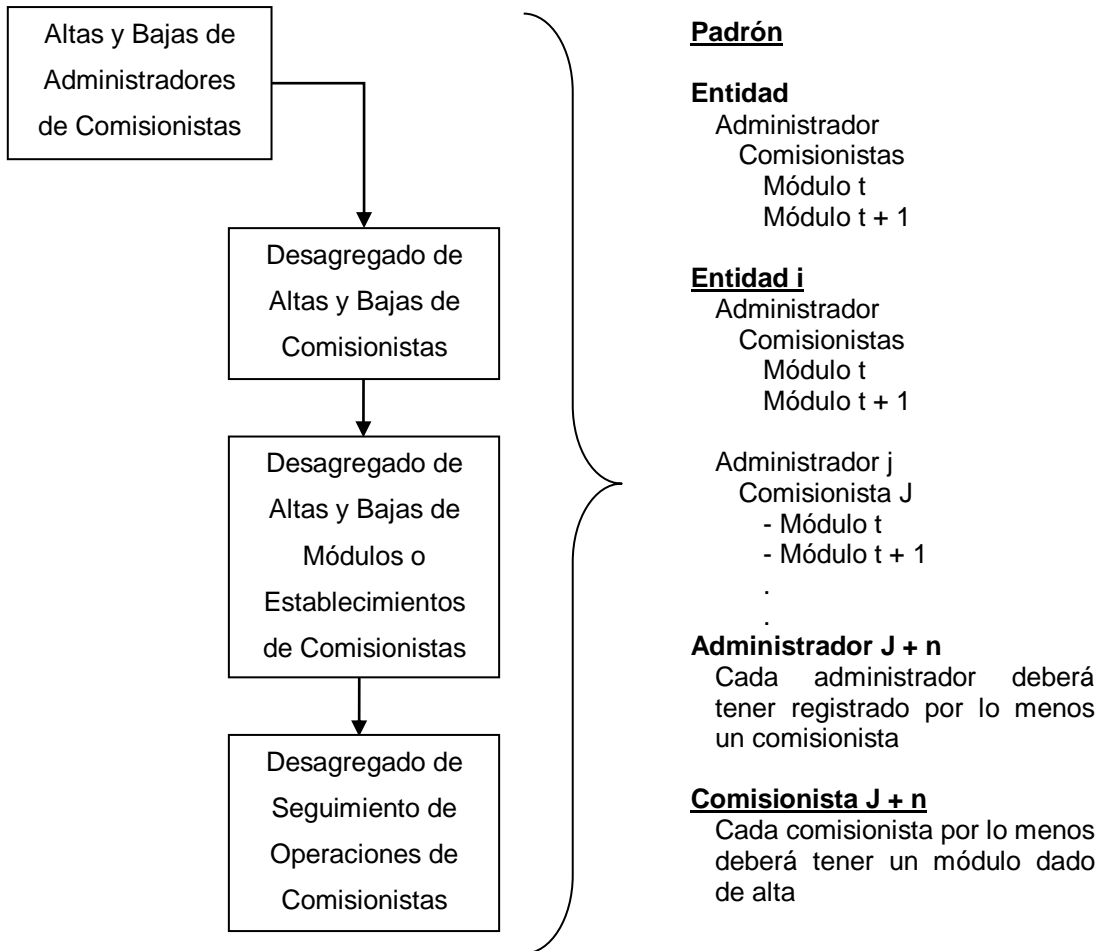 Altas y Bajas de
Administradores
de Comisionistas
Desagregado de
Altas y Bajas de
Comisionistas
Desagregado de
Altas y Bajas de
Módulos o
Establecimientos
de Comisionistas
Desagregado de
Seguimiento de
Operaciones de
Comisionistas
Padrón
Entidad
Administrador
Comisionistas
Módulo t
Módulo t + 1
Entidad i
Administrador
Comisionistas
Módulo t
Módulo t + 1
Administrador j
Comisionista J
- Módulo t
- Módulo t + 1
.
.
Administrador J + n
Cada administrador deberá
tener registrado por lo menos
un comisionista
Comisionista J + n
Cada comisionista por lo menos
deberá tener un módulo dado
de alta